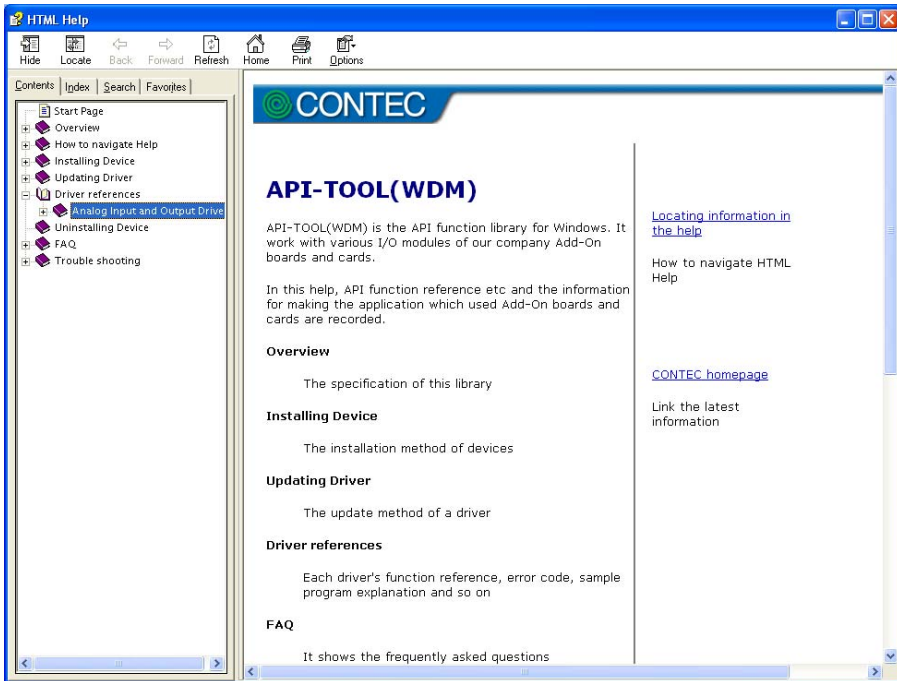 HTML Help
Hide Locate Back Forward Refresh Home Print Options
Contents Index Search Favorites
Start Page
Overview
How to navigate Help
Installing Device
Updating Driver
Driver references
Analog Input and Output Drive
Uninstalling Device
FAQ
Trouble shooting
CONTEC
API-TOOL(WDM)
API-TOOL(WDM) is the API function library for Windows. It
work with various I/O modules of our company Add-On
boards and cards.
In this help, API function reference etc and the information
for making the application which used Add-On boards and
cards are recorded.
Overview
The specification of this library
Installing Device
The installation method of devices
Updating Driver
The update method of a driver
Driver references
Each driver's function reference, error code, sample
program explanation and so on
FAQ
It shows the frequently asked questions
Locating information in
the help
How to navigate HTML
Help
CONTEC homepage
Link the latest
information